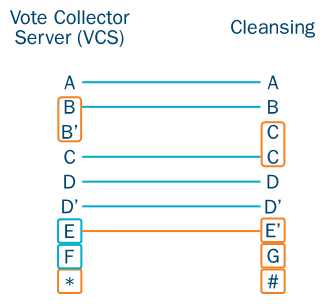 Vote Collector
Server (VCS)
Cleansing
A A
B B
B’ C
C C
D D
D’ D’
E E’
F G
* #